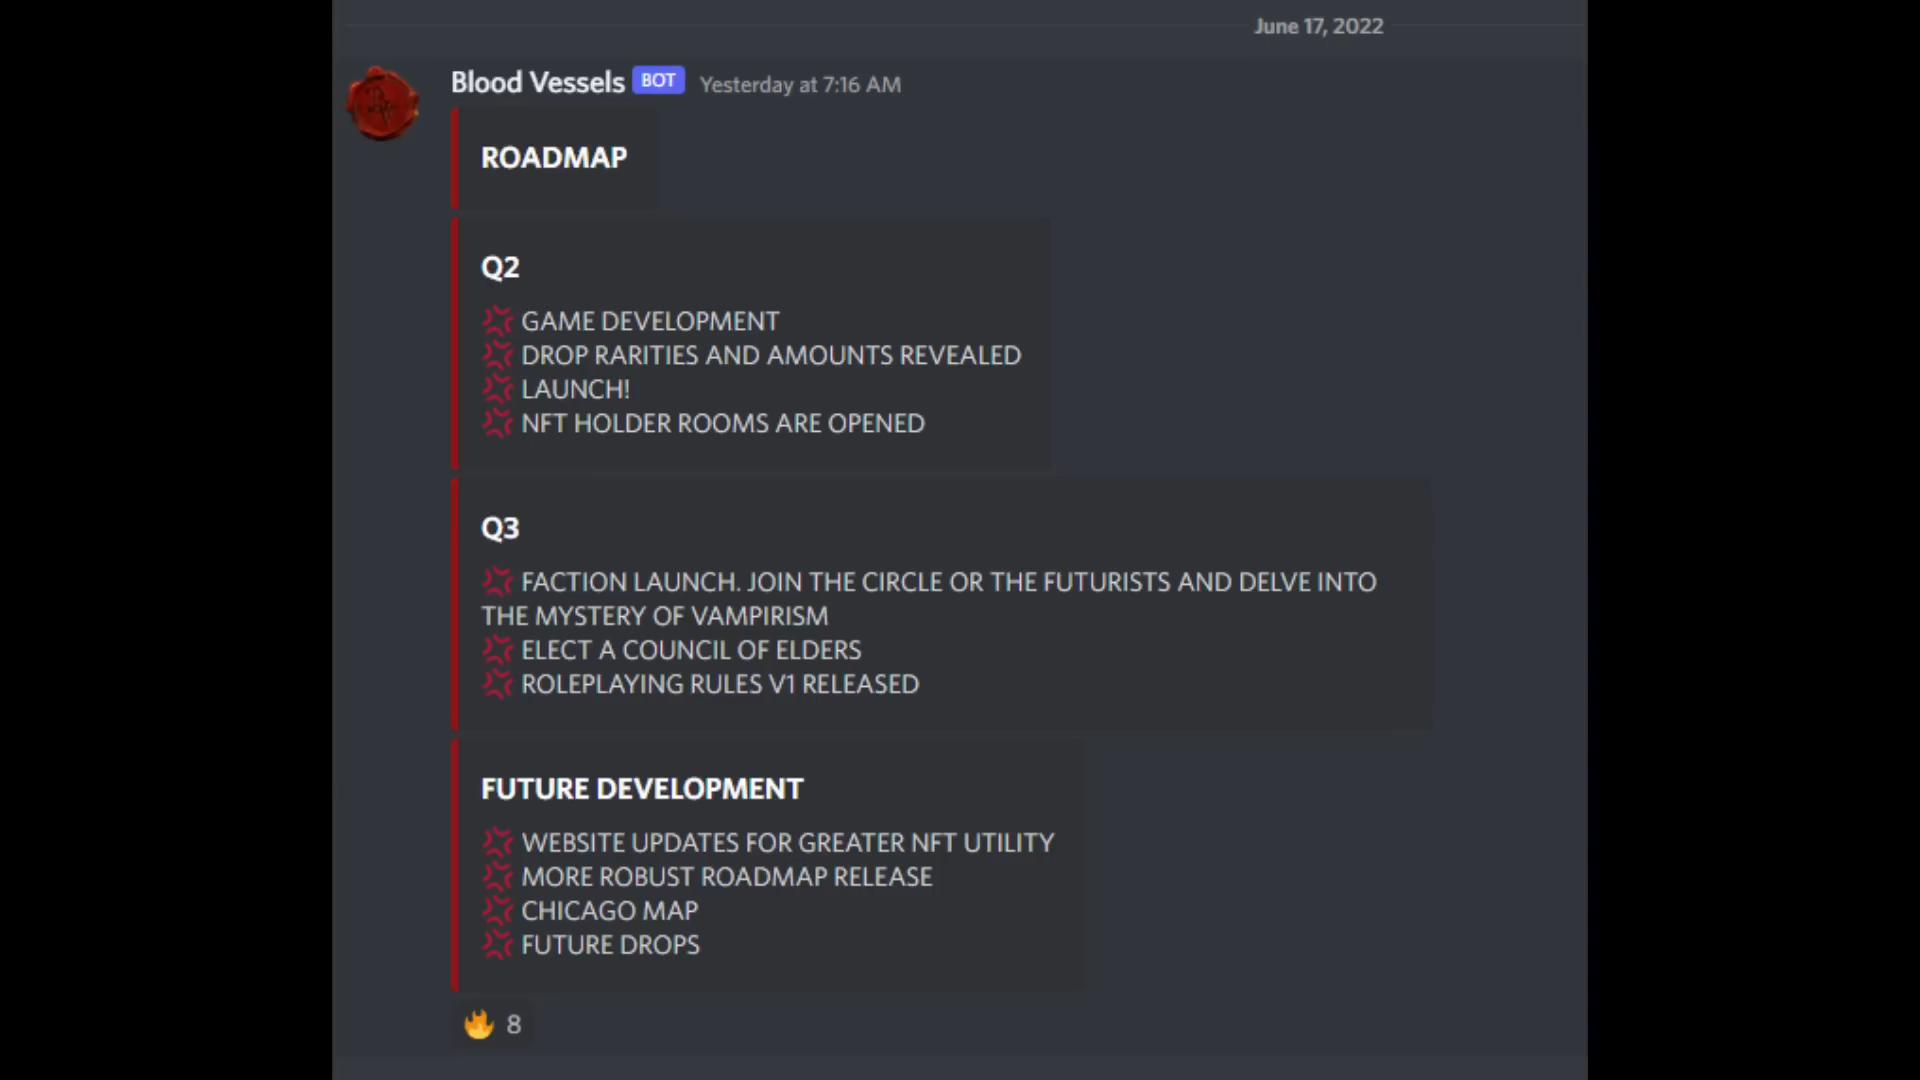 June 17, 2022
Blood Vessels BOT Yesterday at 7:16 AM
ROADMAP
Q2
GAME DEVELOPMENT
DROP RARITIES AND AMOUNTS REVEALED
LAUNCH!
NFT HOLDER ROOMS ARE OPENED
Q3
FACTION LAUNCH. JOIN THE CIRCLE OR THE FUTURISTS AND DELVE INTO
THE MYSTERY OF VAMPIRISM
ELECT A COUNCIL OF ELDERS
ROLEPLAYING RULES V1 RELEASED
FUTURE DEVELOPMENT
WEBSITE UPDATES FOR GREATER NFT UTILITY
MORE ROBUST ROADMAP RELEASE
CHICAGO MAP
FUTURE DROPS
8